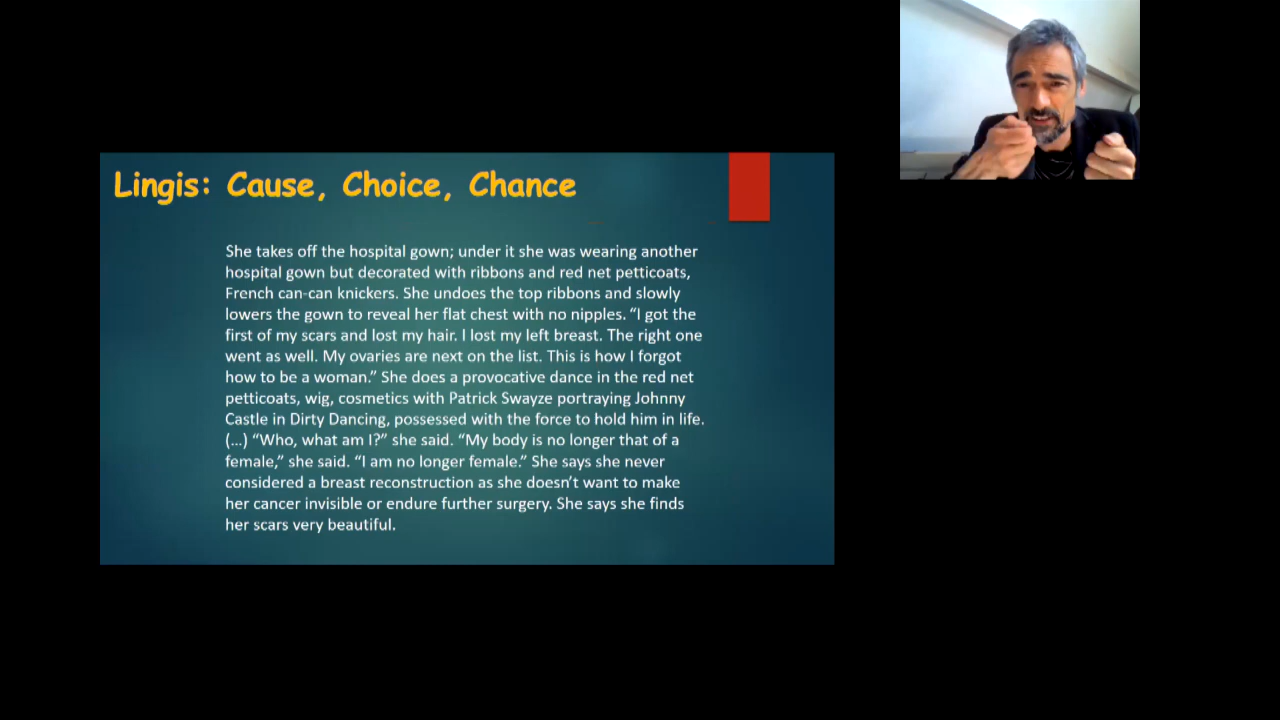 Lingis: Cause, Choice, Chance
She takes off the hospital gown; under it she was wearing another
hospital gown but decorated with ribbons and red net petticoats,
French can-can knickers. She undoes the top ribbons and slowly
lowers the gown to reveal her flat chest with no nipples. “I got the
first of my scars and lost my hair. I lost my left breast. The right one
went as well. My ovaries are next on the list. This is how I forgot
how to be a woman.” She does a provocative dance in the red net
petticoats, wig, cosmetics with Patrick Swayze portraying Johnny
Castle in Dirty Dancing, possessed with the force to hold him in life.
(…) “Who, what am I?” she said. “My body is no longer that of a
female,” she said. “I am no longer female.” She says she never
considered a breast reconstruction as she doesn’t want to make
her cancer invisible or endure further surgery. She says she finds
her scars very beautiful.